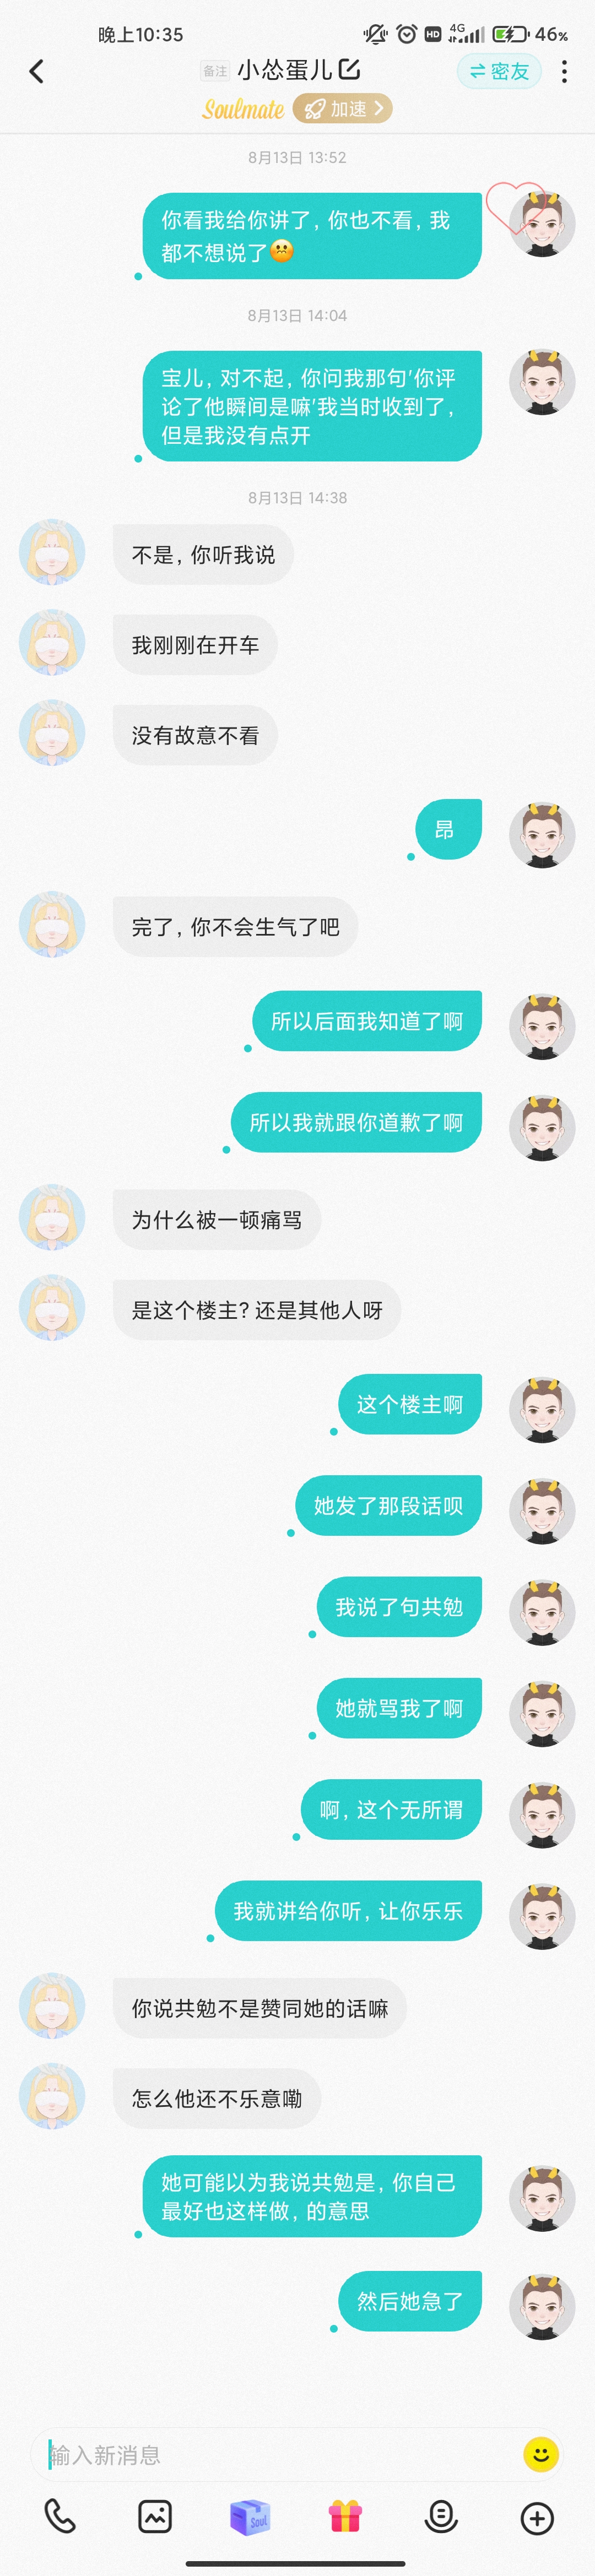 晚上10:35
HD
4G
46%
备注 小怂蛋儿
密友
Soulmate
加速
8月13日 13:52
你看我给你讲了, 你也不看, 我
都不想说了
8月13日 14:04
宝儿, 对不起, 你问我那句'你评
论了他瞬间是嘛'我当时收到了,
但是我没有点开
8月13日 14:38
不是, 你听我说
我刚刚在开车
没有故意不看
昂
完了, 你不会生气了吧
所以后面我知道了啊
所以我就跟你道歉了啊
为什么被一顿痛骂
是这个楼主? 还是其他人呀
这个楼主啊
她发了那段话呗
我说了句共勉
她就骂我了啊
啊, 这个无所谓
我就讲给你听, 让你乐乐
你说共勉不是赞同她的话嘛
怎么他还不乐意嘞
她可能以为我说共勉是, 你自己
最好也这样做, 的意思
然后她急了
输入新消息
Soul